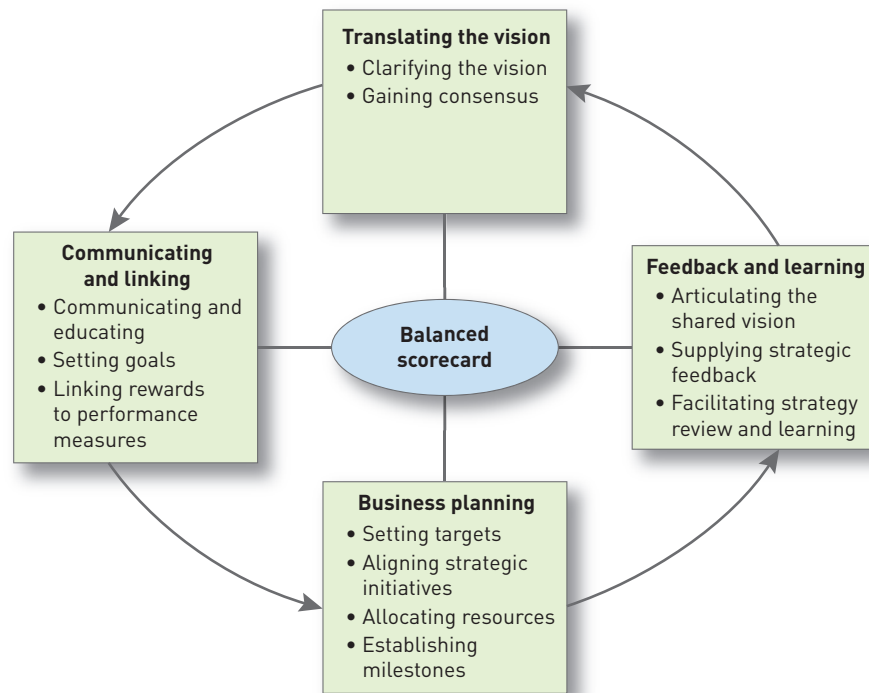 Translating the vision
• Clarifying the vision
• Gaining consensus
Communicating
and linking
• Communicating and
educating
• Setting goals
• Linking rewards
to performance
measures
Balanced
scorecard
Feedback and learning
• Articulating the
shared vision
• Supplying strategic
feedback
• Facilitating strategy
review and learning
Business planning
• Setting targets
• Aligning strategic
initiatives
• Allocating resources
• Establishing
milestones